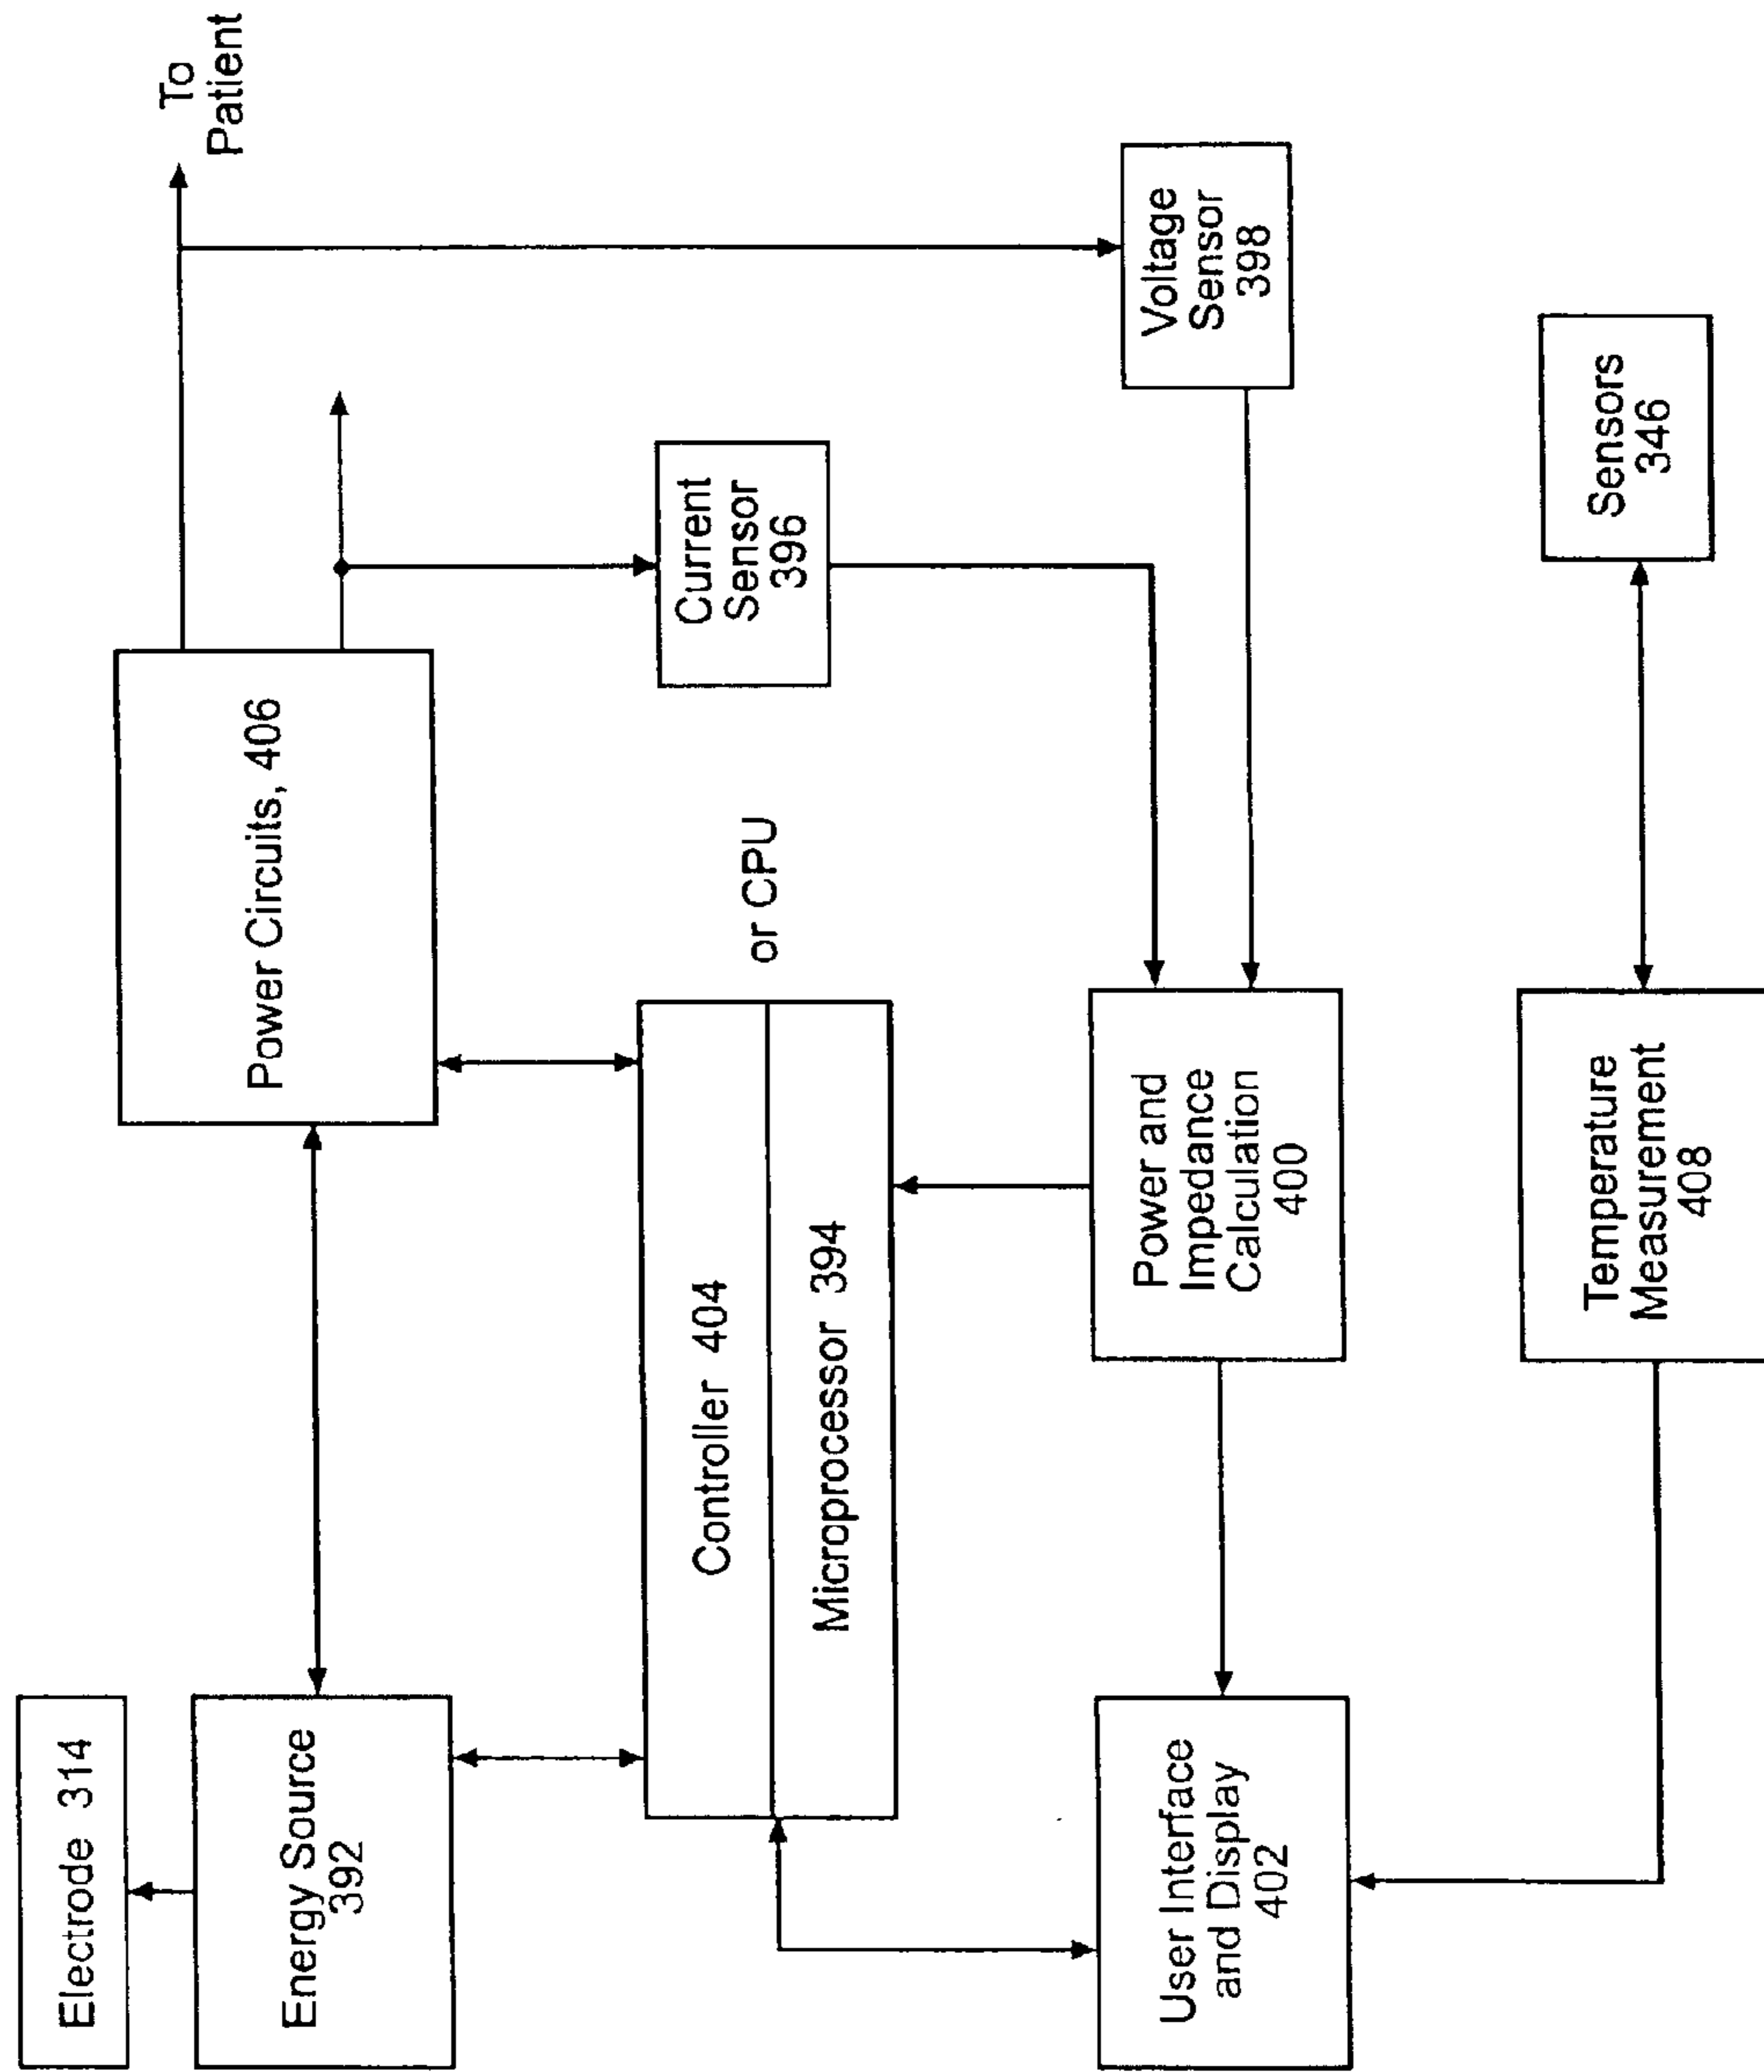 Electrode 314
Energy Source
392
Power Circuits, 406
To
Patient
Controller 404
Microprocessor 394
or CPU
Current
Sensor
396
User Interface
and Display
402
Power and
Impedance
Calculation
400
Voltage
Sensor
398
Temperature
Measurement
408
Sensors
346